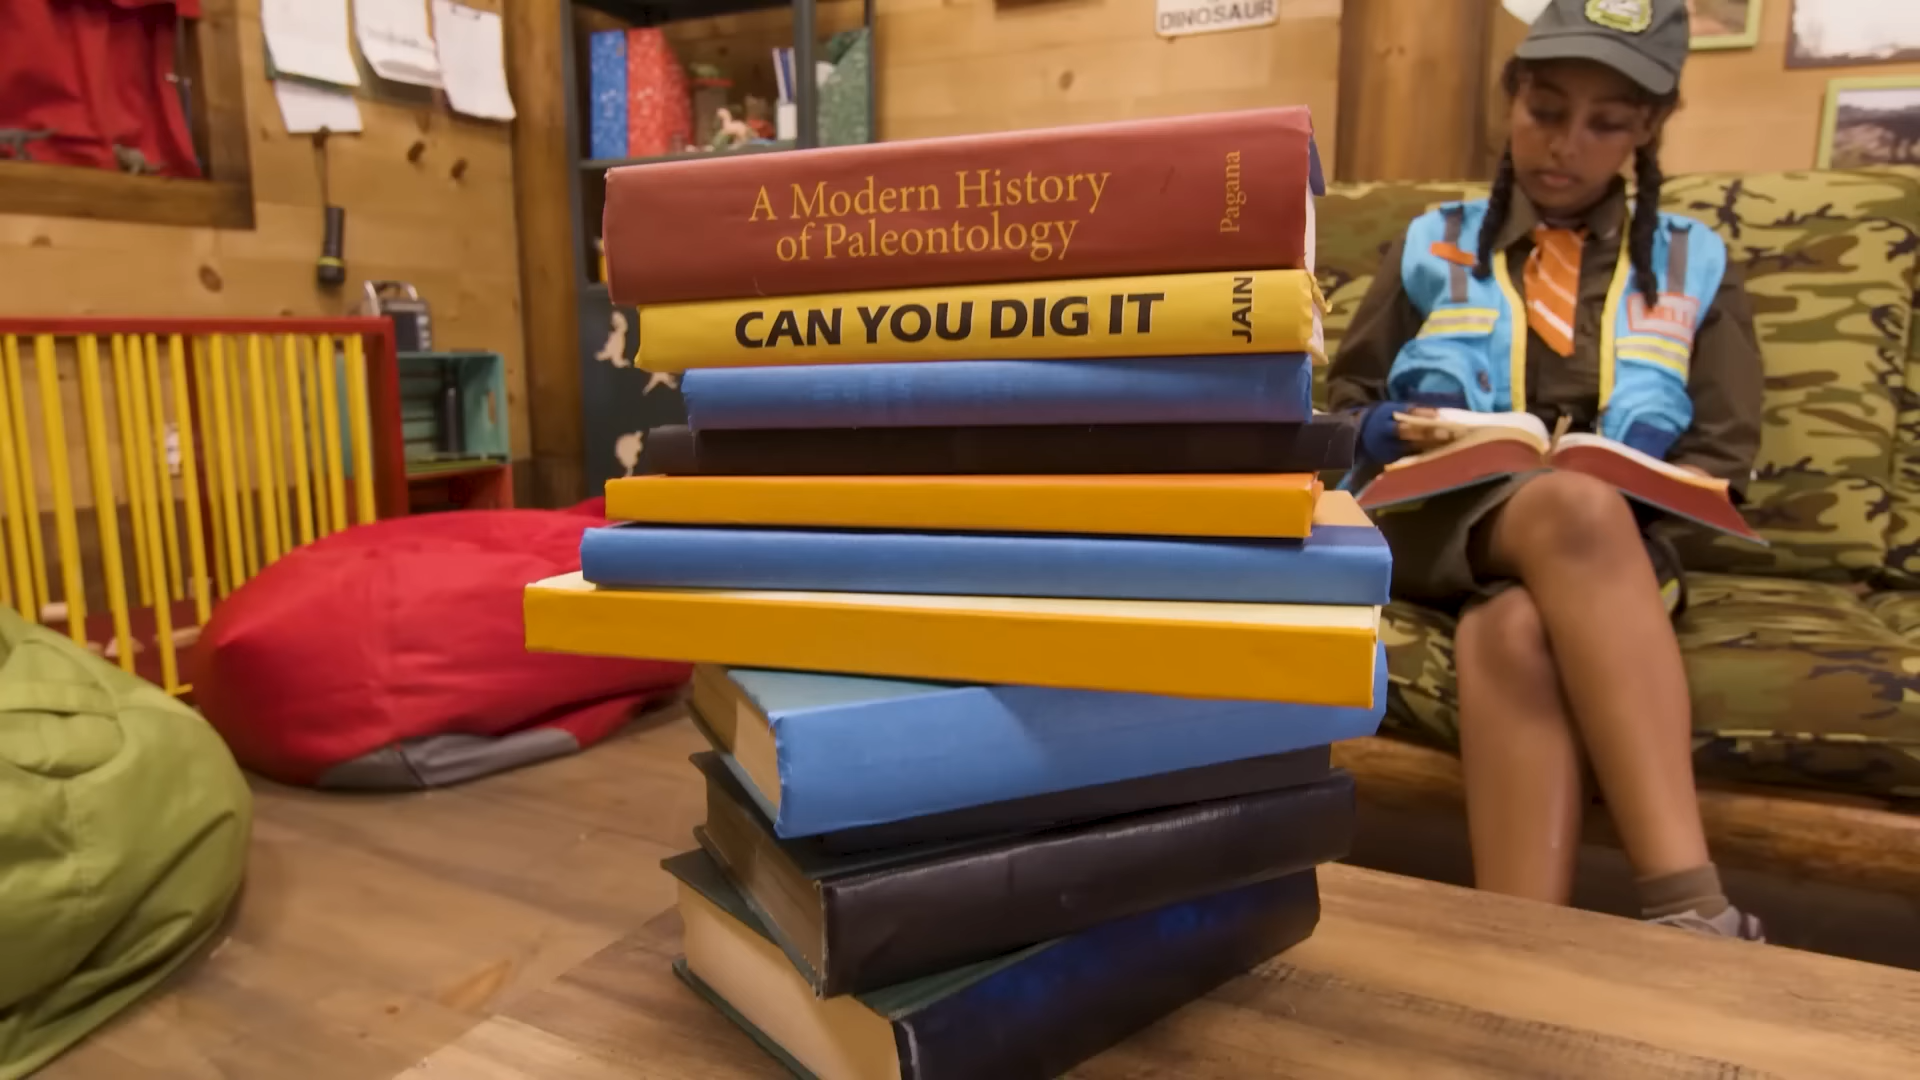 DINOSAUR
A Modern History
of Paleontology
Pagana
CAN YOU DIG IT
JAIN